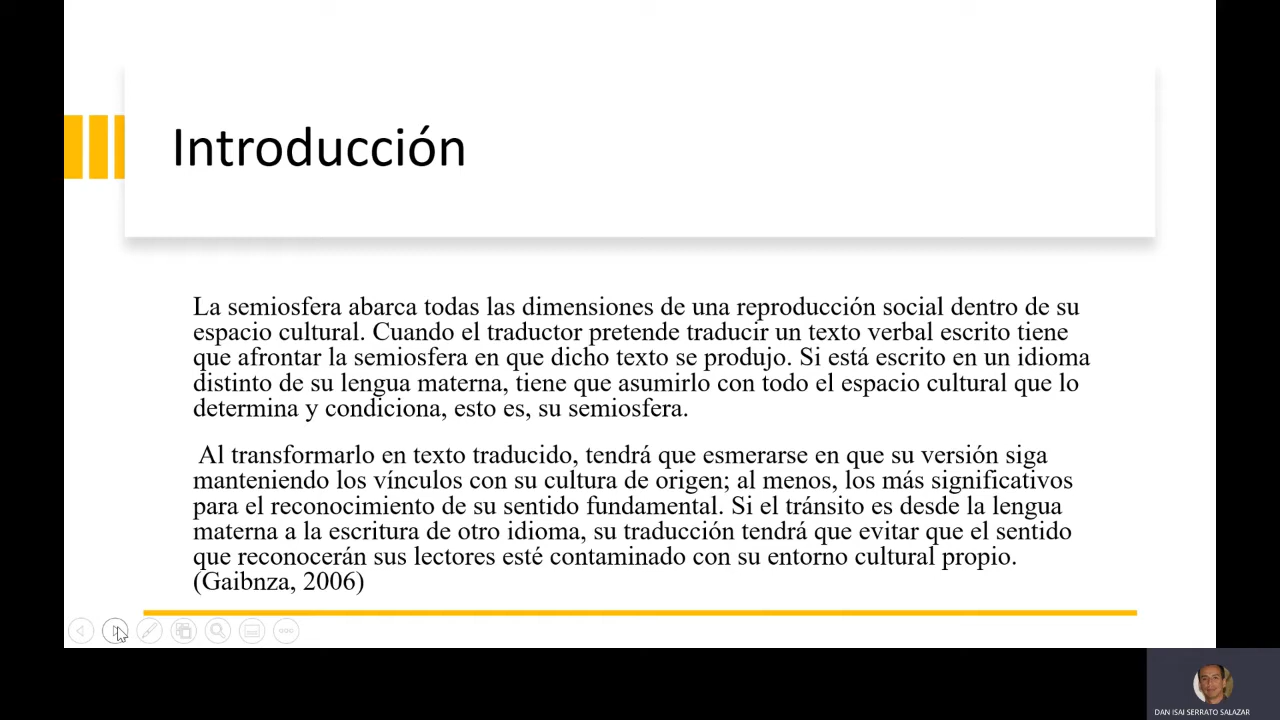 Introducción
La semiosfera abarca todas las dimensiones de una reproducción social dentro de su
espacio cultural. Cuando el traductor pretende traducir un texto verbal escrito tiene
que afrontar la semiosfera en que dicho texto se produjo. Si está escrito en un idioma
distinto de su lengua materna, tiene que asumirlo con todo el espacio cultural que lo
determina y condiciona, esto es, su semiosfera.
Al transformarlo en texto traducido, tendrá que esmerarse en que su versión siga
manteniendo los vínculos con su cultura de origen; al menos, los más significativos
para el reconocimiento de su sentido fundamental. Si el tránsito es desde la lengua
materna a la escritura de otro idioma, su traducción tendrá que evitar que el sentido
que reconocerán sus lectores esté contaminado con su entorno cultural propio.
(Gaibnza, 2006)
DAN ISAI SERRATO SALAZAR